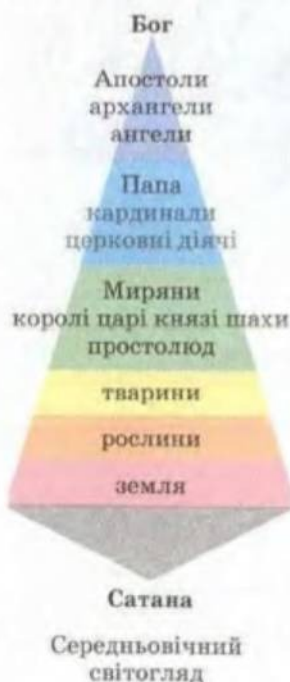 Бог
Апостоли
архангели
ангели
Папа
кардинали
церковні діячі
Миряни
королі царі князі шахи
простолюд
тварини
рослини
земля
Сатана
Середньовічний
світогляд